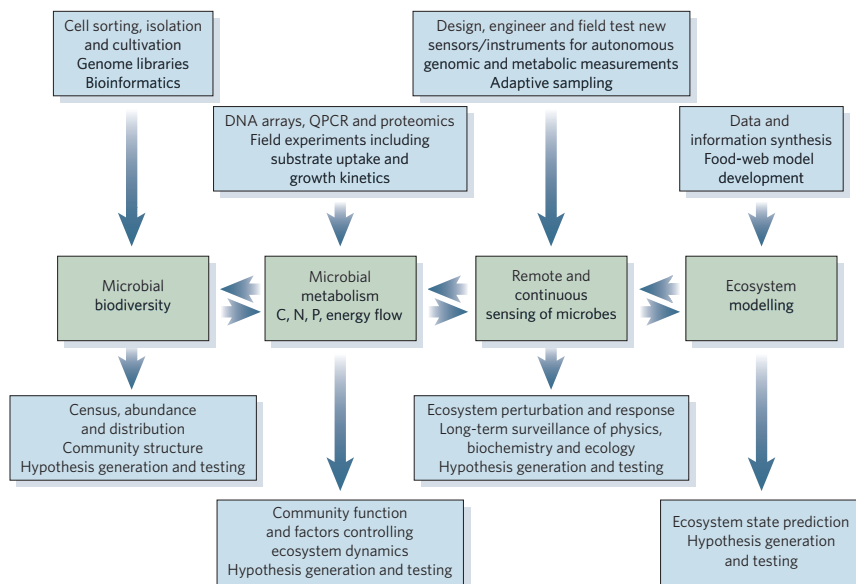 Cell sorting, isolation
and cultivation
Genome libraries
Bioinformatics
Design, engineer and field test new
sensors/instruments for autonomous
genomic and metabolic measurements
Adaptive sampling
DNA arrays, QPCR and proteomics
Field experiments including
substrate uptake and
growth kinetics
Data and
information synthesis
Food-web model
development
Microbial
biodiversity
Microbial
metabolism
C, N, P, energy flow
Remote and
continuous
sensing of microbes
Ecosystem
modelling
Census, abundance
and distribution
Community structure
Hypothesis generation and testing
Ecosystem perturbation and response
Long-term surveillance of physics,
biochemistry and ecology
Hypothesis generation and testing
Community function
and factors controlling
ecosystem dynamics
Hypothesis generation and testing
Ecosystem state prediction
Hypothesis generation
and testing